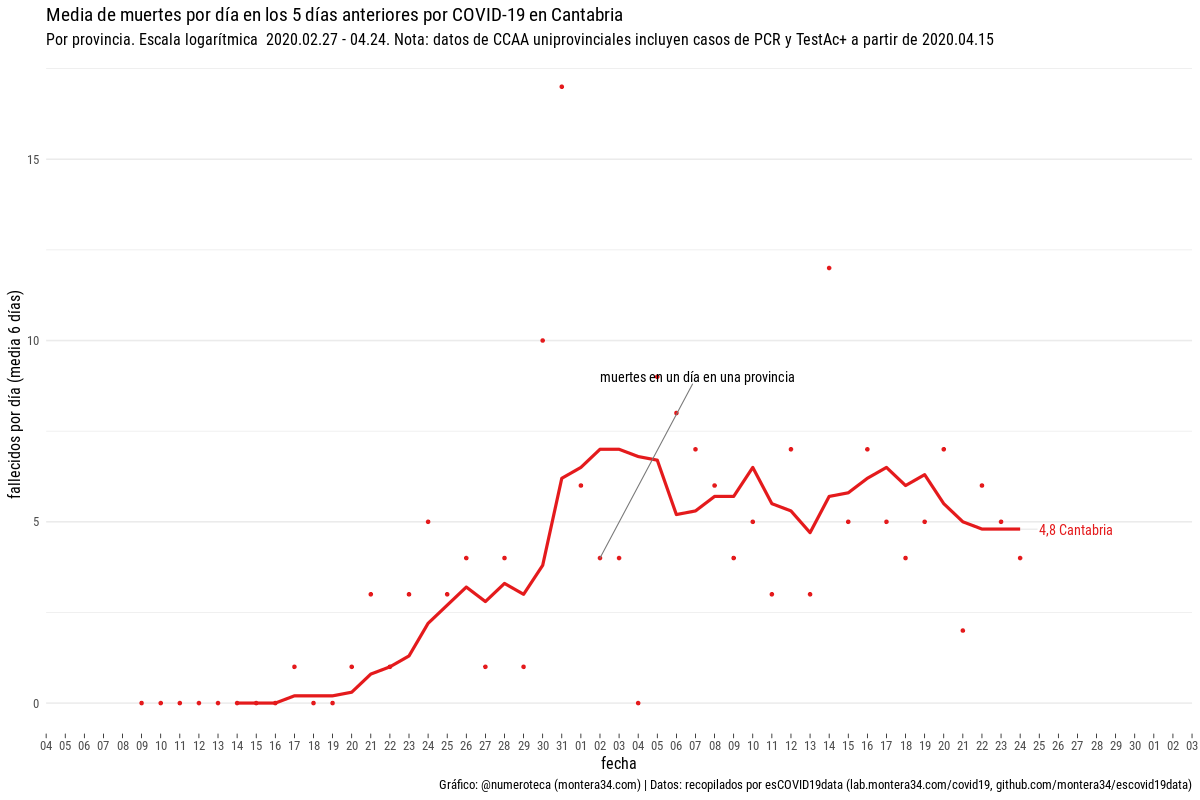 Media de muertes por día en los 5 días anteriores por COVID-19 en Cantabria
Por provincia. Escala logarítmica  2020.02.27 - 04.24. Nota: datos de CCAA uniprovinciales incluyen casos de PCR y TestAc+ a partir de 2020.04.15
fallecidos por día (media 6 días)
15
10
5
0
muertes en un día en una provincia
4,8 Cantabria
04 05 06 07 08 09 10 11 12 13 14 15 16 17 18 19 20 21 22 23 24 25 26 27 28 29 30 31 01 02 03 04 05 06 07 08 09 10 11 12 13 14 15 16 17 18 19 20 21 22 23 24 25 26 27 28 29 30 01 02 03
fecha
Gráfico: @numeroteca (montera34.com) | Datos: recopilados por esCOVID19data (lab.montera34.com/covid19, github.com/montera34/escovid19data)